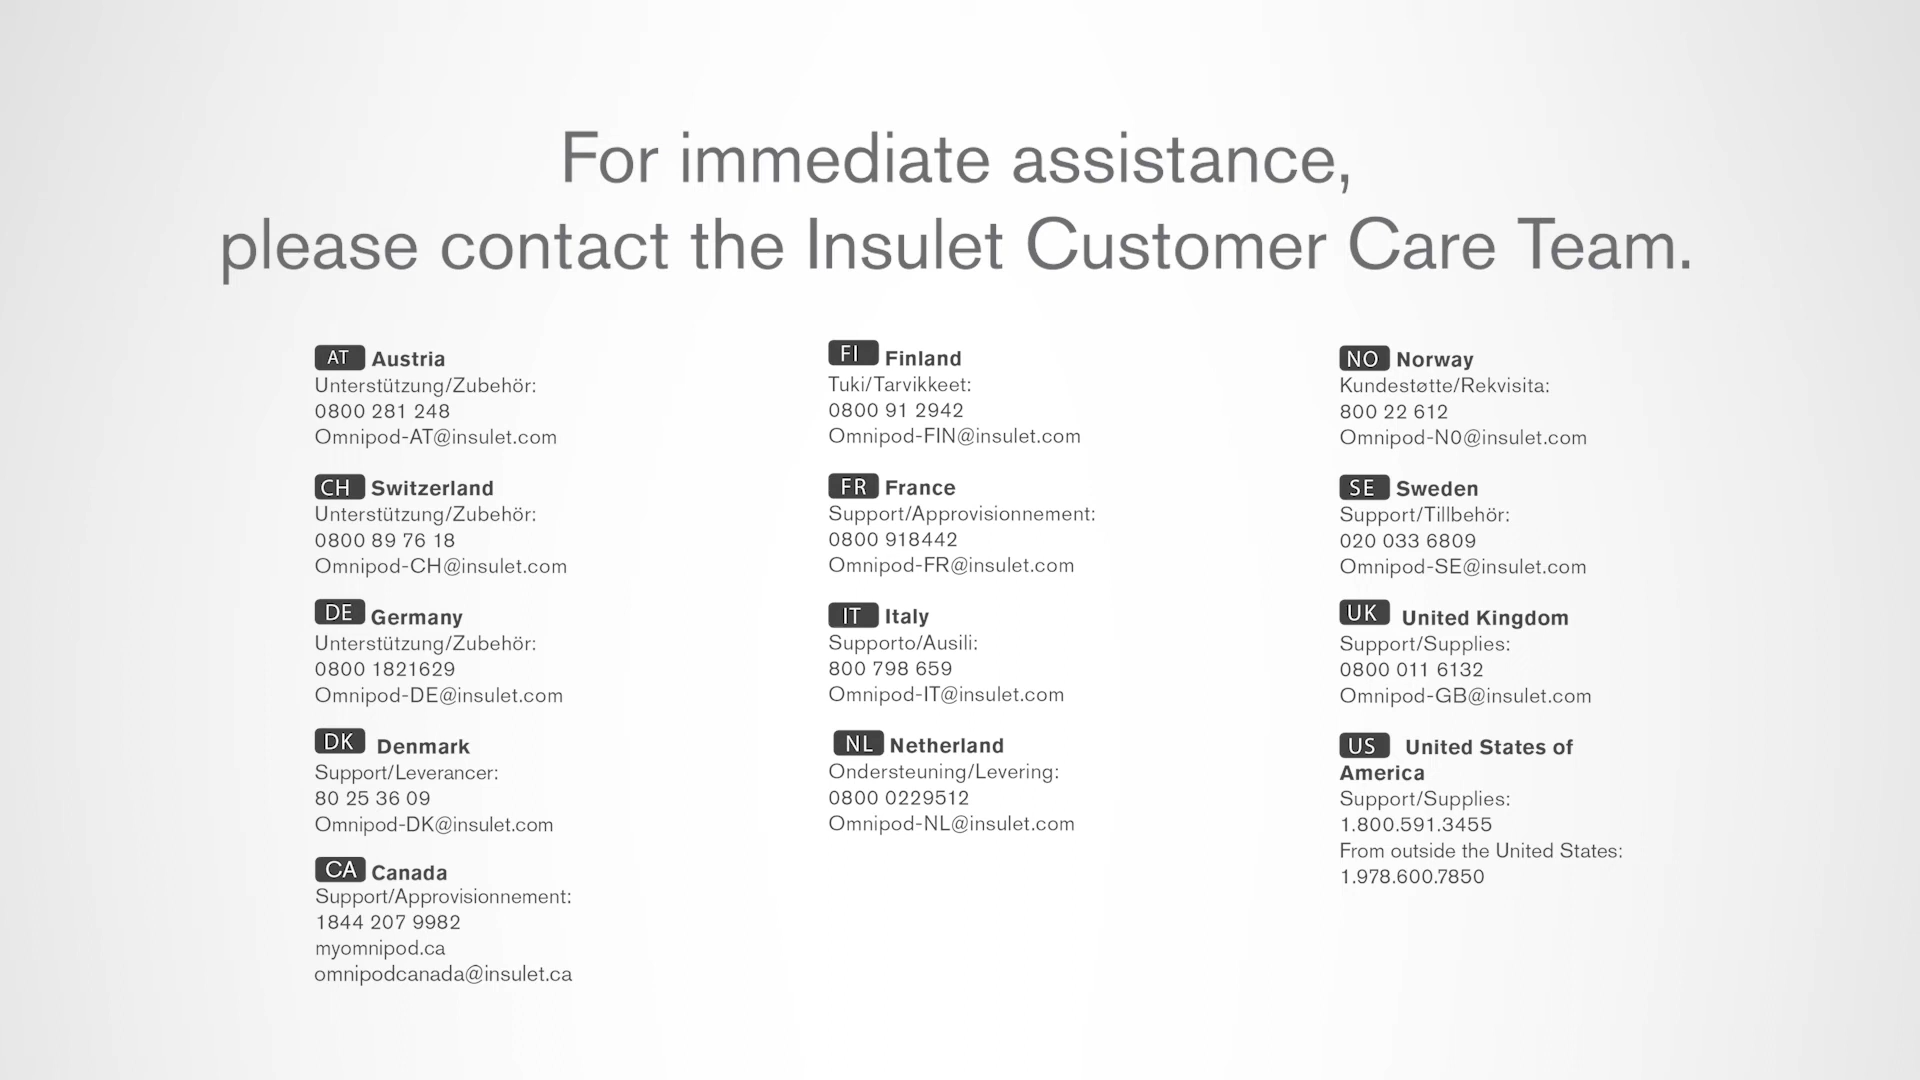 For immediate assistance,
please contact the Insulet Customer Care Team.
AT Austria
Unterstützung/Zubehör:
0800 281 248
Omnipod-AT@insulet.com
CH Switzerland
Unterstützung/Zubehör:
0800 89 76 18
Omnipod-CH@insulet.com
DE Germany
Unterstützung/Zubehör:
0800 1821629
Omnipod-DE@insulet.com
DK Denmark
Support/Leverancer:
80 25 36 09
Omnipod-DK@insulet.com
CA Canada
Support/Approvisionnement:
1844 207 9982
myomnipod.ca
omnipodcanada@insulet.ca
FI Finland
Tuki/Tarvikkeet:
0800 91 2942
Omnipod-FIN@insulet.com
FR France
Support/Approvisionnement:
0800 918442
Omnipod-FR@insulet.com
IT Italy
Supporto/Ausili:
800 798 659
Omnipod-IT@insulet.com
NL Netherland
Ondersteuning/Levering:
0800 0229512
Omnipod-NL@insulet.com
NO Norway
Kundestøtte/Rekvisita:
800 22 612
Omnipod-N0@insulet.com
SE Sweden
Support/Tillbehör:
020 033 6809
Omnipod-SE@insulet.com
UK United Kingdom
Support/Supplies:
0800 011 6132
Omnipod-GB@insulet.com
US United States of
America
Support/Supplies:
1.800.591.3455
From outside the United States:
1.978.600.7850